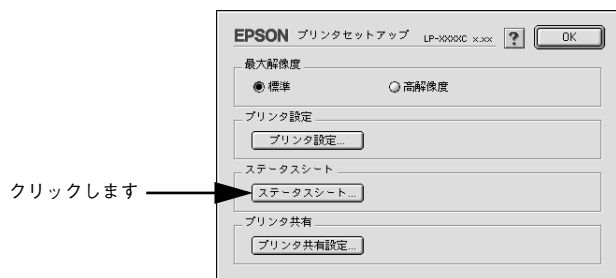 EPSON プリンタセットアップ LP-XXXXC x.xx ? OK
最大解像度
標準 高解像度
プリンタ設定
プリンタ設定...
ステータスシート
クリックします ステータスシート...
プリンタ共有
プリンタ共有設定...